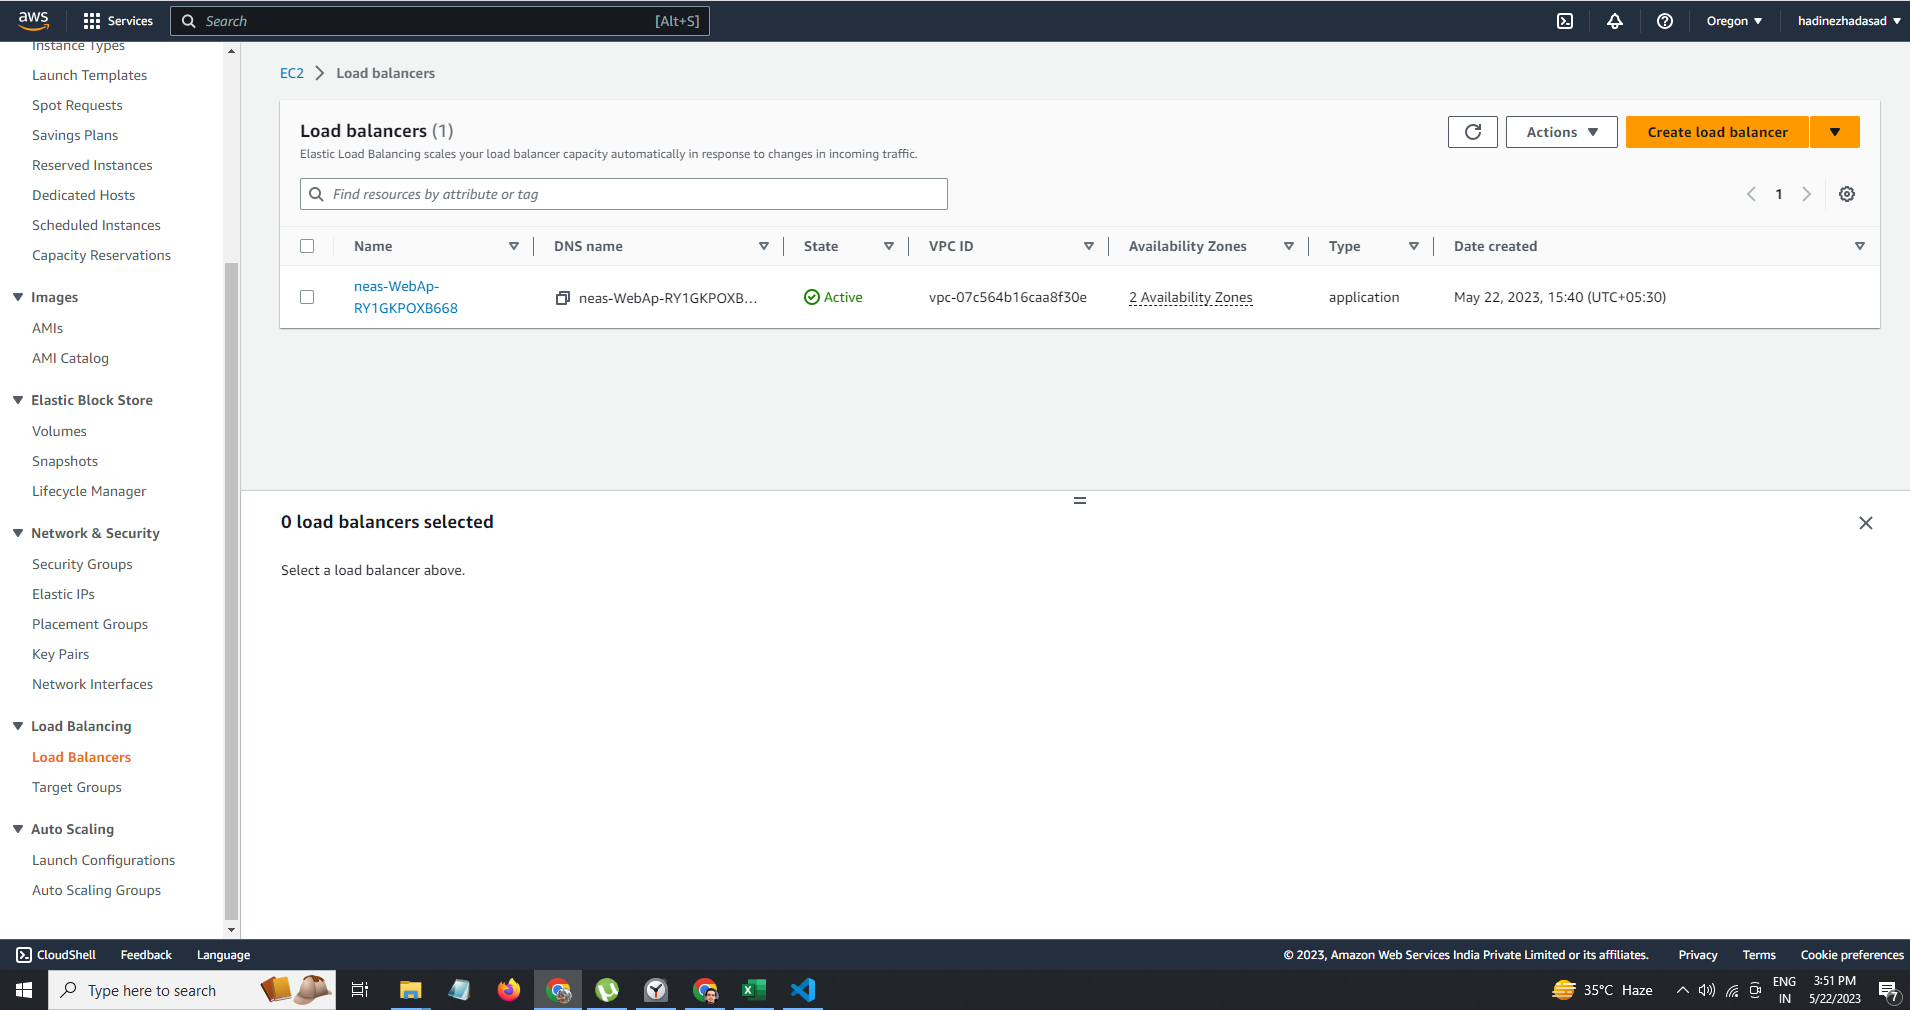 aws Services Search [Alt+S] Oregon hadinezhadasad
Instance Types
Launch Templates
Spot Requests
Savings Plans
Reserved Instances
Dedicated Hosts
Scheduled Instances
Capacity Reservations
Images
AMIs
AMI Catalog
Elastic Block Store
Volumes
Snapshots
Lifecycle Manager
Network & Security
Security Groups
Elastic IPs
Placement Groups
Key Pairs
Network Interfaces
Load Balancing
Load Balancers
Target Groups
Auto Scaling
Launch Configurations
Auto Scaling Groups
EC2 Load balancers
Load balancers (1)
Elastic Load Balancing scales your load balancer capacity automatically in response to changes in incoming traffic.
Actions Create load balancer
Find resources by attribute or tag
1
Name DNS name State VPC ID Availability Zones Type Date created
neas-WebAp-
RY1GKPOXB668
neas-WebAp-RY1GKPOXB... Active vpc-07c564b16caa8f30e 2 Availability Zones application May 22, 2023, 15:40 (UTC+05:30)
0 load balancers selected
Select a load balancer above.
CloudShell Feedback Language © 2023, Amazon Web Services India Private Limited or its affiliates. Privacy Terms Cookie preferences
Type here to search 35°C Haze
ENG
IN
3:51 PM
5/22/2023
7